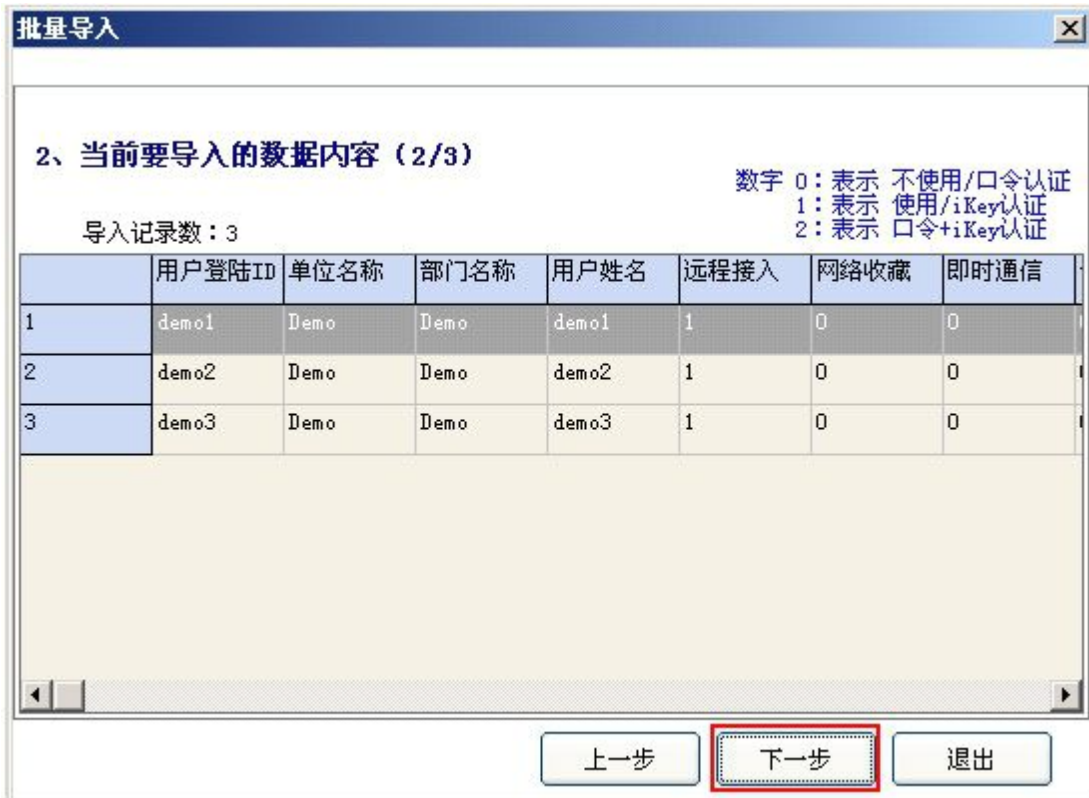 批量导入
2、当前要导入的数据内容（2/3）
数字 0：表示 不使用/口令认证
1：表示 使用/iKey认证
2：表示 口令+iKey认证
导入记录数：3
用户登陆ID 单位名称 部门名称 用户姓名 远程接入 网络收藏 即时通信
1 demo1 Demo Demo demo1 1 0 0
2 demo2 Demo Demo demo2 1 0 0
3 demo3 Demo Demo demo3 1 0 0
上一步 下一步 退出